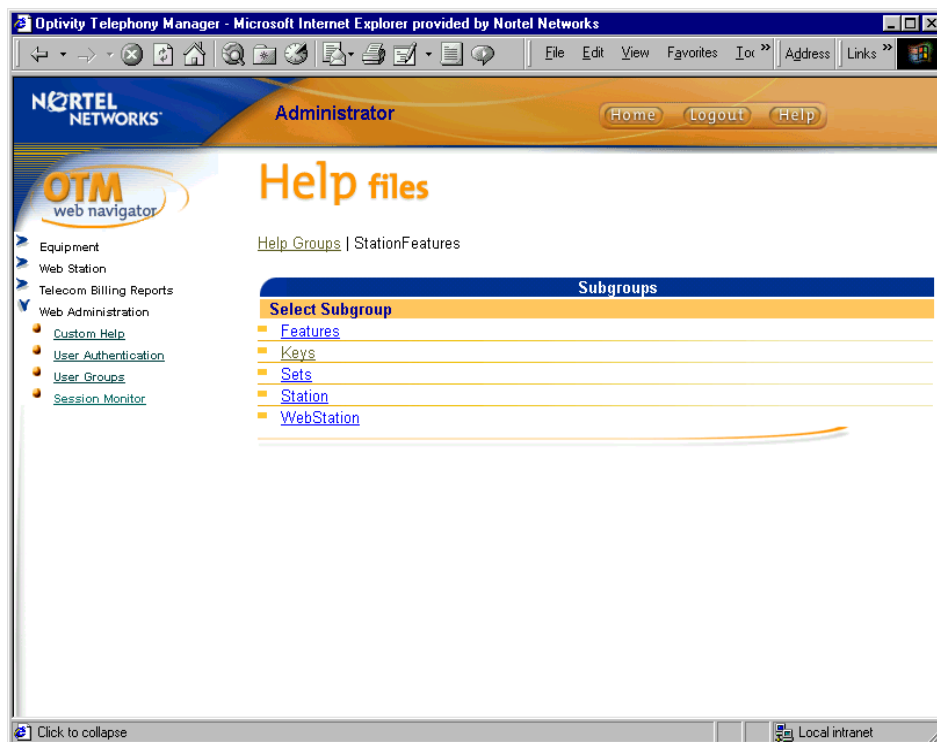 Optivity Telephony Manager - Microsoft Internet Explorer provided by Nortel Networks
File Edit View Favorites Toc » Address Links »
NORTEL
NETWORKS
Administrator
Home Logout Help
OTM
web navigator
Help files
Equipment
Web Station
Telecom Billing Reports
Web Administration
Custom Help
User Authentication
User Groups
Session Monitor
Help Groups | StationFeatures
Subgroups
Select Subgroup
Features
Keys
Sets
Station
WebStation
Click to collapse
Local intranet